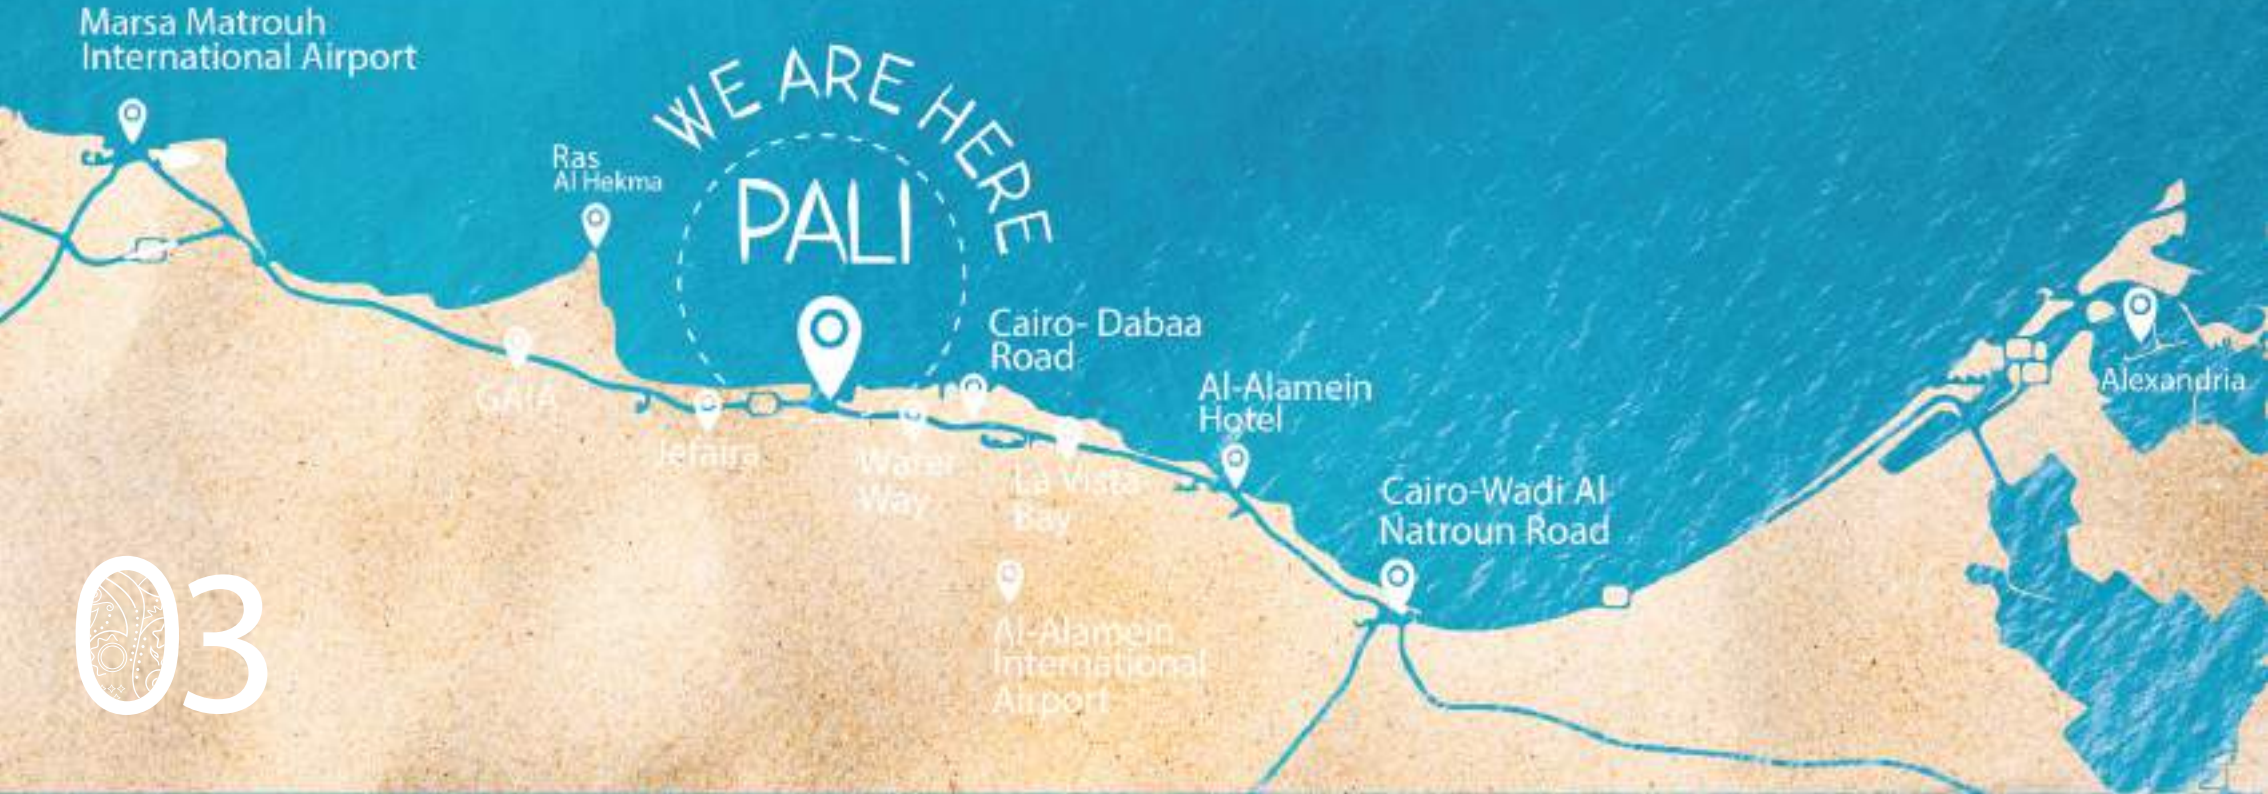 Marsa Matrouh
International Airport
Ras
Al Hekma
WE ARE HERE
PALI
Cairo- Dabaa
Road
Al-Alamein
Hotel
Alexandria
GAIA
Jefaira
Water
Way
La Vista
Bay
Cairo-Wadi Al
Natroun Road
Al-Alamein
International
Airport
03